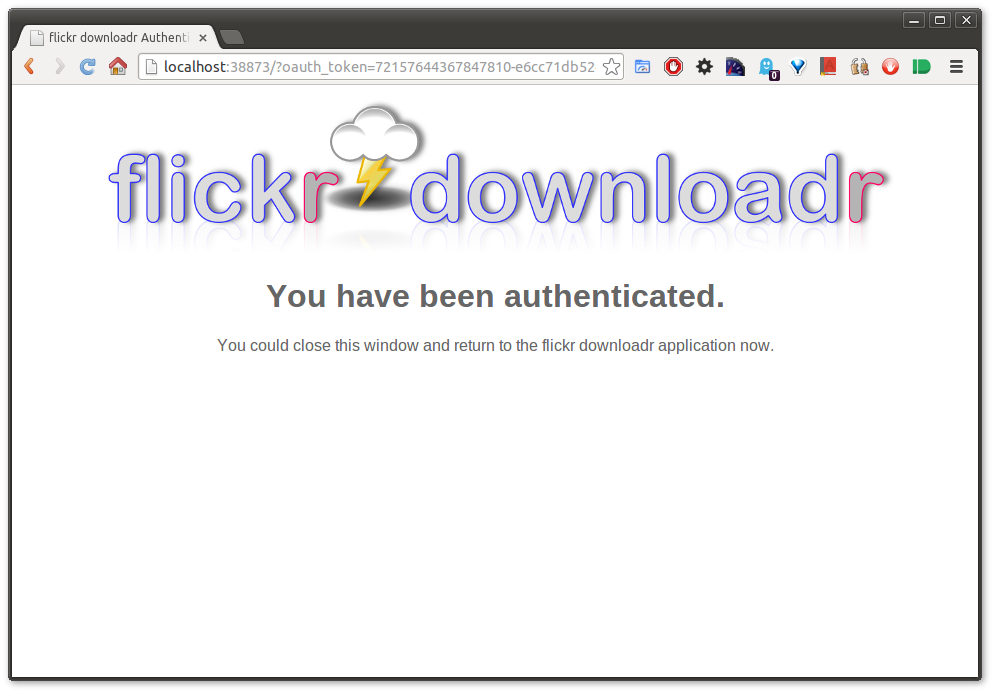 flickr downloadr Authenti
localhost:38873/?oauth_token=72157644367847810-e6cc71db52
0
flickr downloadr
You have been authenticated.
You could close this window and return to the flickr downloadr application now.